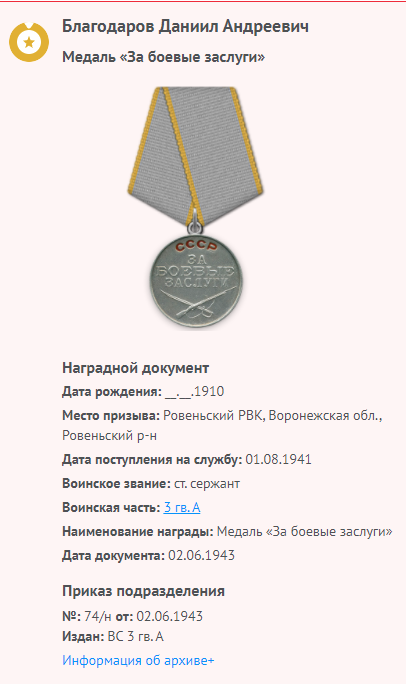 Благодаров Даниил Андреевич
Медаль «За боевые заслуги»
СССР
ЗА
БОЕВЫЕ
ЗАСЛУГИ
Наградной документ
Дата рождения: __.__.1910
Место призыва: Ровеньский РВК, Воронежская обл.,
Ровеньский р-н
Дата поступления на службу: 01.08.1941
Воинское звание: ст. сержант
Воинская часть: 3 гв. А
Наименование награды: Медаль «За боевые заслуги»
Дата документа: 02.06.1943
Приказ подразделения
№: 74/н от: 02.06.1943
Издан: ВС 3 гв. А
Информация об архиве+